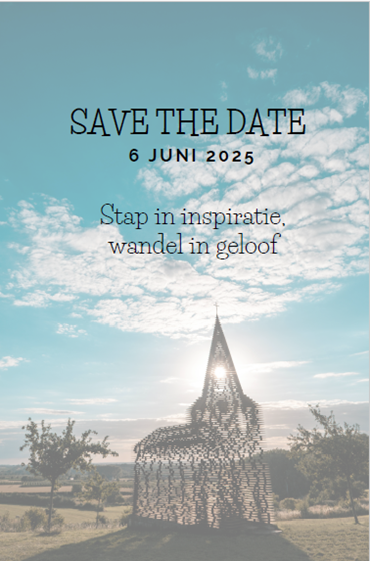 SAVE THE DATE
6 JUNI 2025
Stap in inspiratie,
wandel in geloof